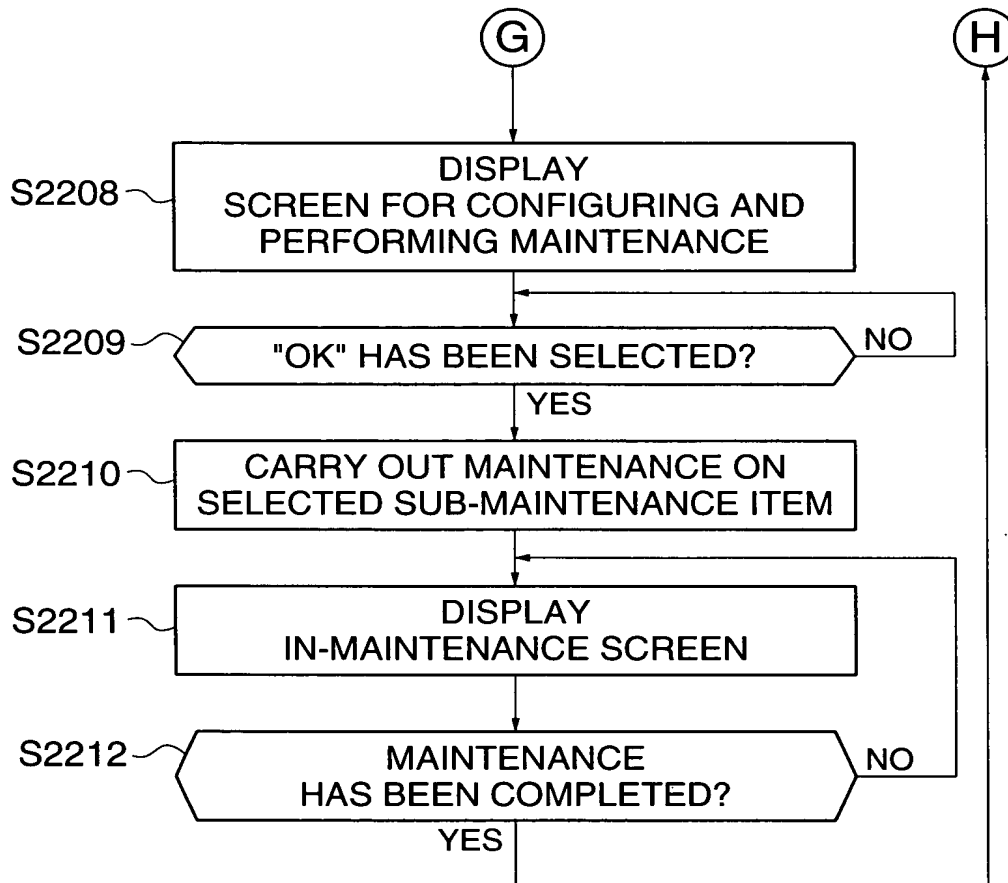 G
H
S2208
DISPLAY
SCREEN FOR CONFIGURING AND
PERFORMING MAINTENANCE
S2209
"OK" HAS BEEN SELECTED?
NO
YES
S2210
CARRY OUT MAINTENANCE ON
SELECTED SUB-MAINTENANCE ITEM
S2211
DISPLAY
IN-MAINTENANCE SCREEN
S2212
MAINTENANCE
HAS BEEN COMPLETED?
NO
YES